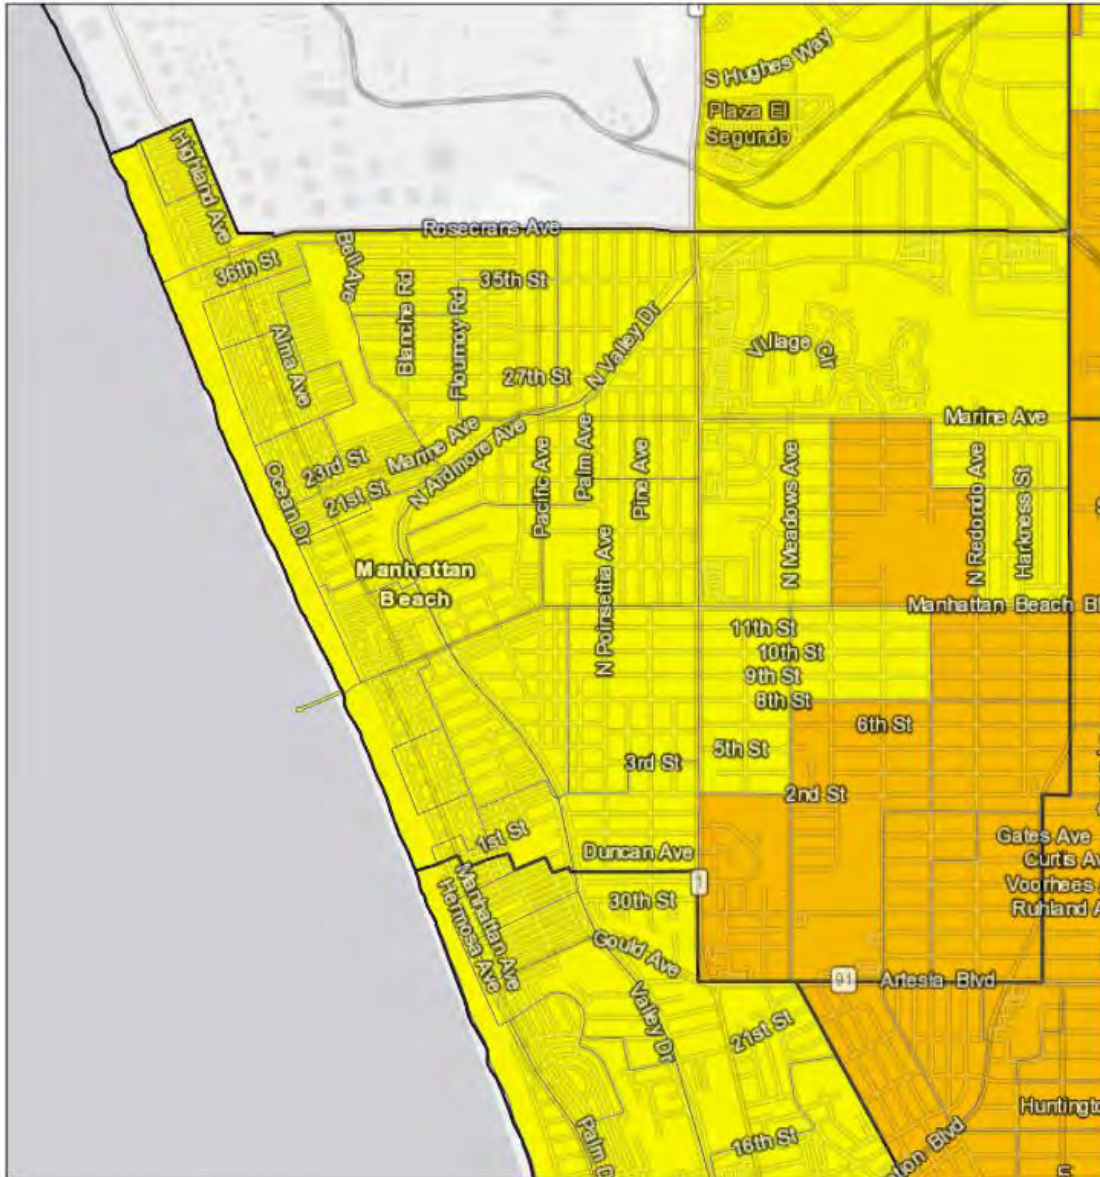 S Hughes Way
Plaza El
Segundo
Highland Ave
Rosecrans Ave
36th St
Bell Ave
Blanche Rd
Flournoy Rd
35th St
N Valley Dr
Village Cir
Alma Ave
27th St
Marine Ave
23rd St
Marine Ave
21st St
N Ardmore Ave
Ocean Dr
Pacific Ave
Palm Ave
Pine Ave
N Meadows Ave
N Redondo Ave
Harkness St
Manhattan
Beach
N Poinsettia Ave
Manhattan Beach Bl
11th St
10th St
9th St
8th St
6th St
5th St
3rd St
2nd St
1st St
Duncan Ave
Gates Ave
Curtis Av
Voorhees
Ruhland A
1
30th St
Manhattan Ave
Hermosa Ave
Gould Ave
91
Artesia Blvd
Valley Dr
21st St
Huntingto
16th St
Palm D
ton Blvd